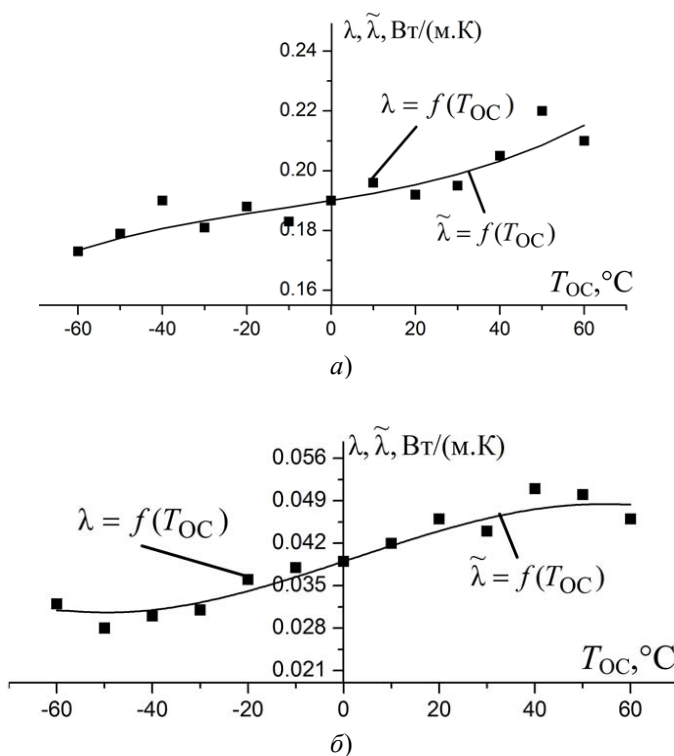 λ, λ̃, Вт/(м.К)
0.24
λ = f(T_OC)
0.22
0.20
λ̃ = f(T_OC)
0.18
0.16
T_OC,°C
-60 -40 -20 0 20 40 60
а)
λ, λ̃, Вт/(м.К)
0.056
0.049
λ = f(T_OC)
0.042
0.035
λ̃ = f(T_OC)
0.028
0.021
T_OC,°C
-60 -40 -20 0 20 40 60
б)